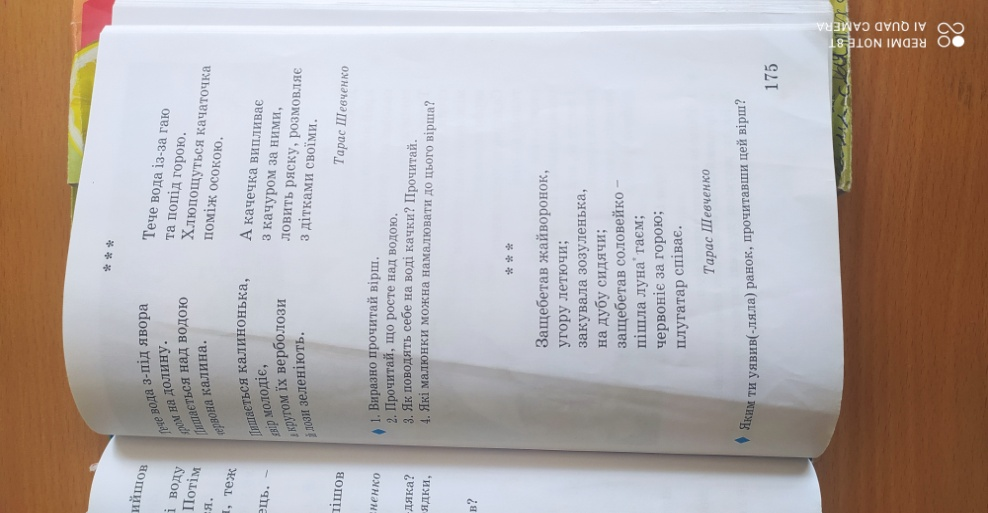 ***
Тече вода з-під явора
яром на долину.
Пишається над водою
червона калина.
Пишається калинонька,
явір молодіє,
а кругом їх верболози
й лози зеленіють.
Тече вода із-за гаю
та попід горою.
Хлюпощуться качаточка
поміж осокою.
А качечка випливає
з качуром за ними,
ловить ряску, розмовляє
з дітками своїми.
Тарас Шевченко
1. Виразно прочитай вірш.
2. Прочитай, що росте над водою.
3. Як поводять себе на воді качки? Прочитай.
4. Які малюнки можна намалювати до цього вірша?
***
Защебетав жайворонок,
угору летючи;
закувала зозуленька,
на дубу сидячи;
защебетав соловейко –
пішла луна* гаєм;
червоніє за горою;
плугатар співає.
Тарас Шевченко
Яким ти уявив(-ляла) ранок, прочитавши цей вірш?
175
ийшов
і воду
Потім
ся.
, теж
ець. –
пішов
ненко
дяка?
ядки,
в?
REDMI NOTE 8T
AI QUAD CAMERA